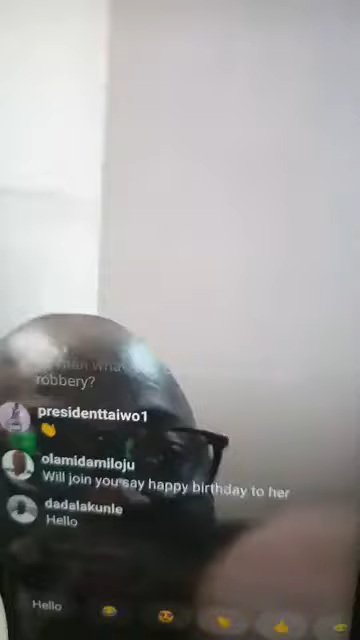 robbery?
presidenttaiwo1
olamidamiloju
Will join you say happy birthday to her
dadalakunle
Hello
Hello